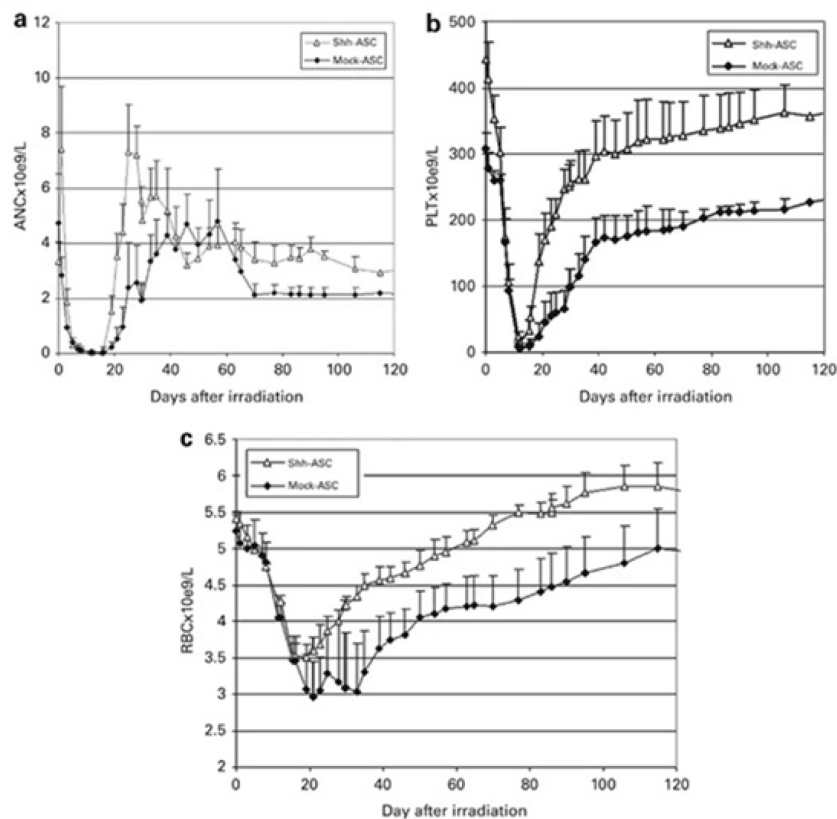 a
ANCx10e9/L
12
10
8
6
4
2
0
Shh-ASC
Mock-ASC
0 20 40 60 80 100 120
Days after irradiation
b
PLTx10e9/L
500
400
300
200
100
0
Shh-ASC
Mock-ASC
0 20 40 60 80 100 120
Days after irradiation
c
RBCx10e9/L
6.5
6
5.5
5
4.5
4
3.5
3
2.5
2
Shh-ASC
Mock-ASC
0 20 40 60 80 100 120
Day after irradiation